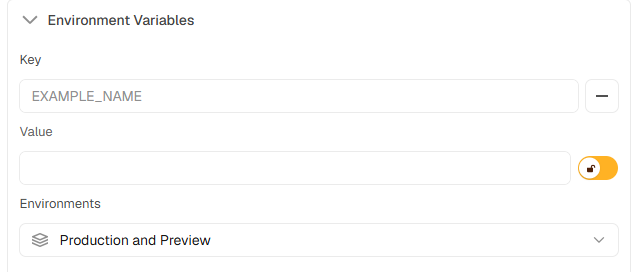 Environment Variables
Key
EXAMPLE_NAME
Value
Environments
Production and Preview